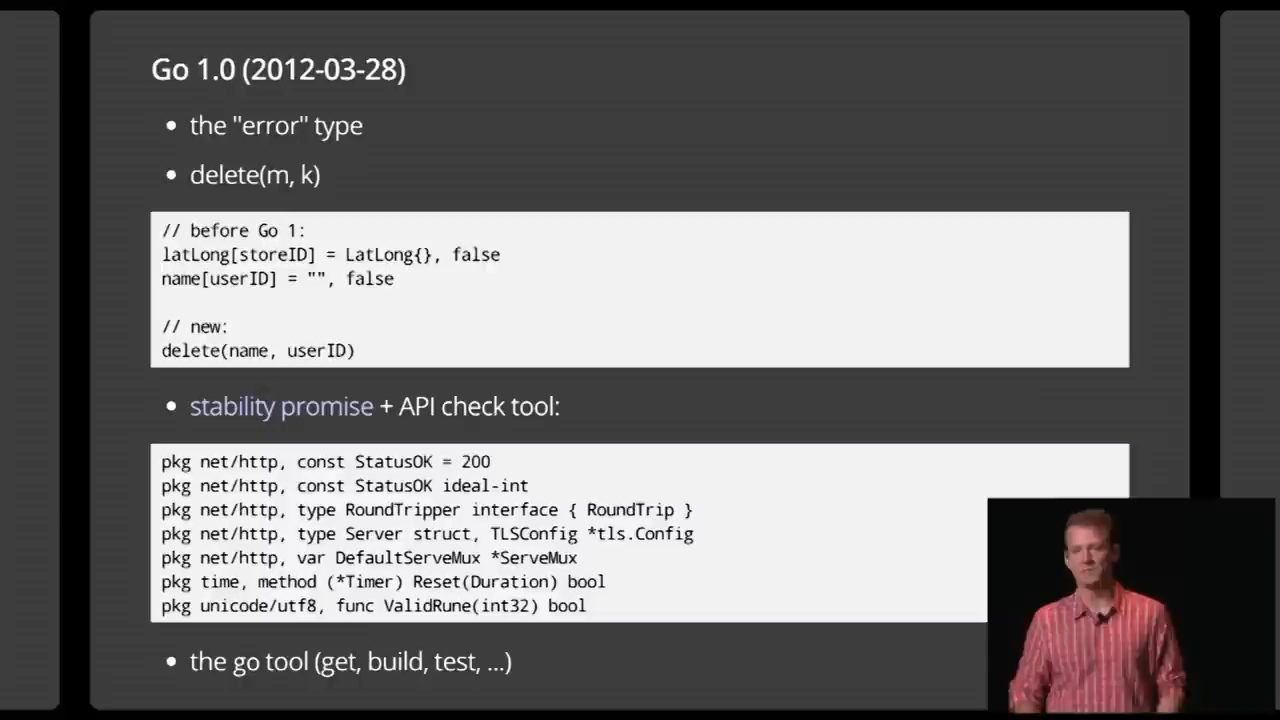 Go 1.0 (2012-03-28)
• the "error" type
• delete(m, k)
// before Go 1:
latLong[storeID] = LatLong{}, false
name[userID] = "", false
// new:
delete(name, userID)
• stability promise + API check tool:
pkg net/http, const StatusOK = 200
pkg net/http, const StatusOK ideal-int
pkg net/http, type RoundTripper interface { RoundTrip }
pkg net/http, type Server struct, TLSConfig *tls.Config
pkg net/http, var DefaultServeMux *ServeMux
pkg time, method (*Timer) Reset(Duration) bool
pkg unicode/utf8, func ValidRune(int32) bool
• the go tool (get, build, test, ...)